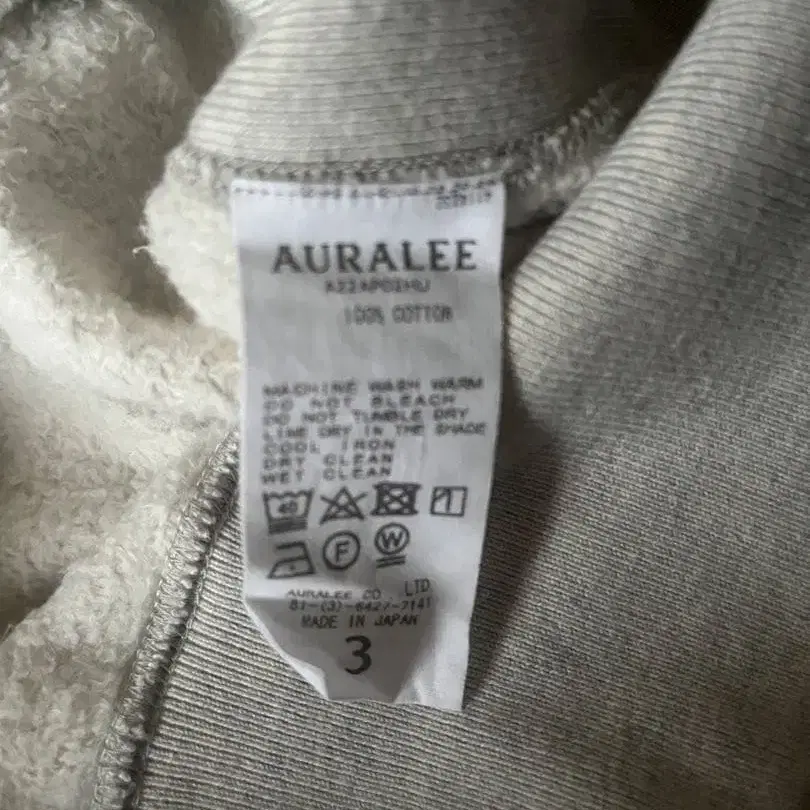 AURALEE
A22AP02HU
100% COTTON
MACHINE WASH WARM
DO NOT BLEACH
DO NOT TUMBLE DRY
LINE DRY IN THE SHADE
COOL IRON
DRY CLEAN
WET CLEAN
40
F
W
AURALEE CO., LTD
81-(3)-6427-7141
MADE IN JAPAN
3